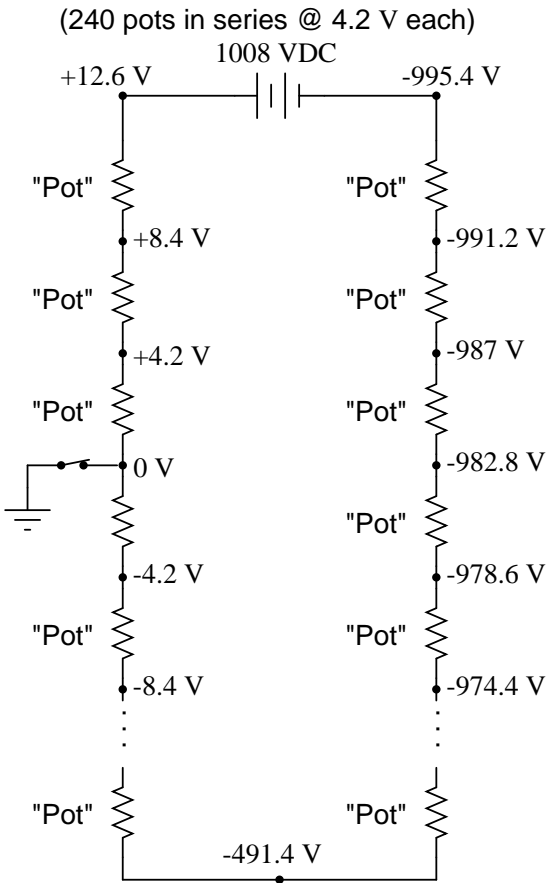 (240 pots in series @ 4.2 V each)
1008 VDC
+12.6 V
-995.4 V
"Pot"
"Pot"
+8.4 V
-991.2 V
"Pot"
"Pot"
+4.2 V
-987 V
"Pot"
"Pot"
0 V
-982.8 V
"Pot"
-4.2 V
-978.6 V
"Pot"
"Pot"
-8.4 V
-974.4 V
"Pot"
"Pot"
-491.4 V